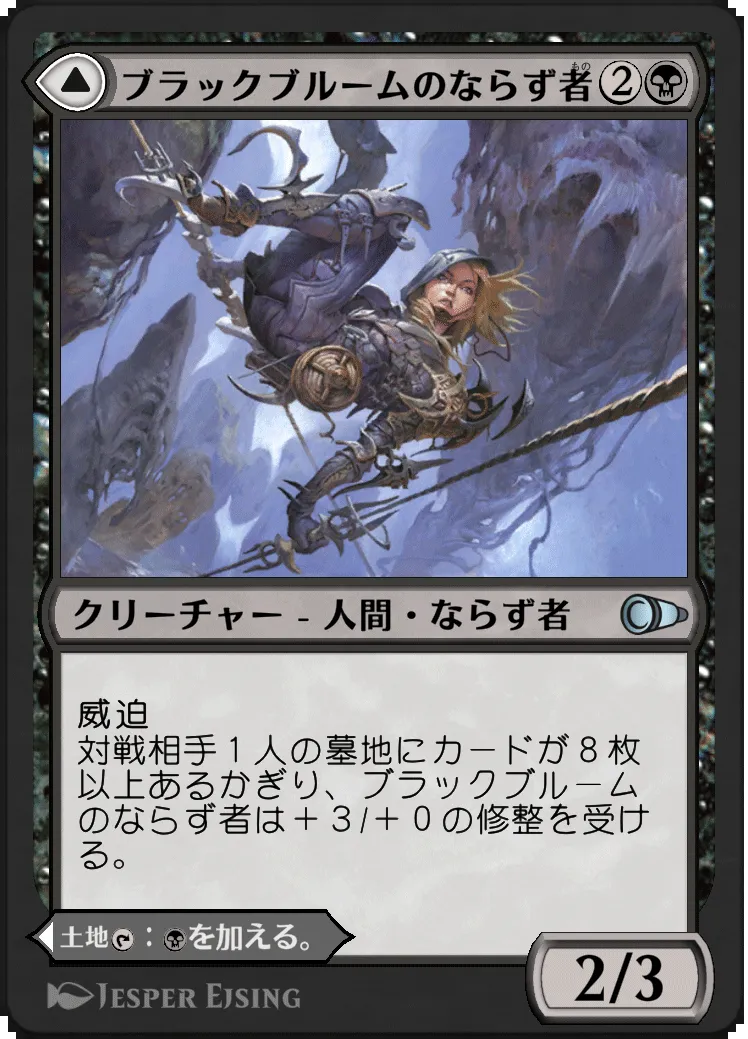 ブラックブルームのならず者 2
もの
クリーチャー - 人間・ならず者
威迫
対戦相手1人の墓地にカードが8枚
以上あるかぎり、ブラックブルーム
のならず者は+3/+0の修整を受け
る。
土地 : を加える。
2/3
JESPER EJSING